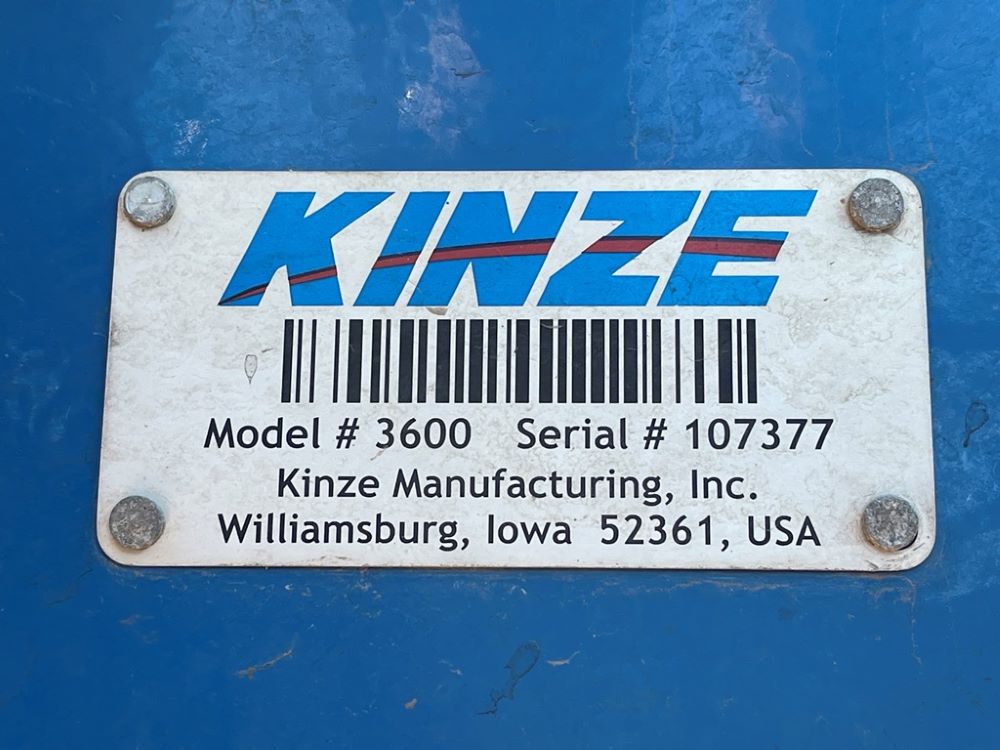 KINZE
Model # 3600 Serial # 107377
Kinze Manufacturing, Inc.
Williamsburg, Iowa 52361, USA